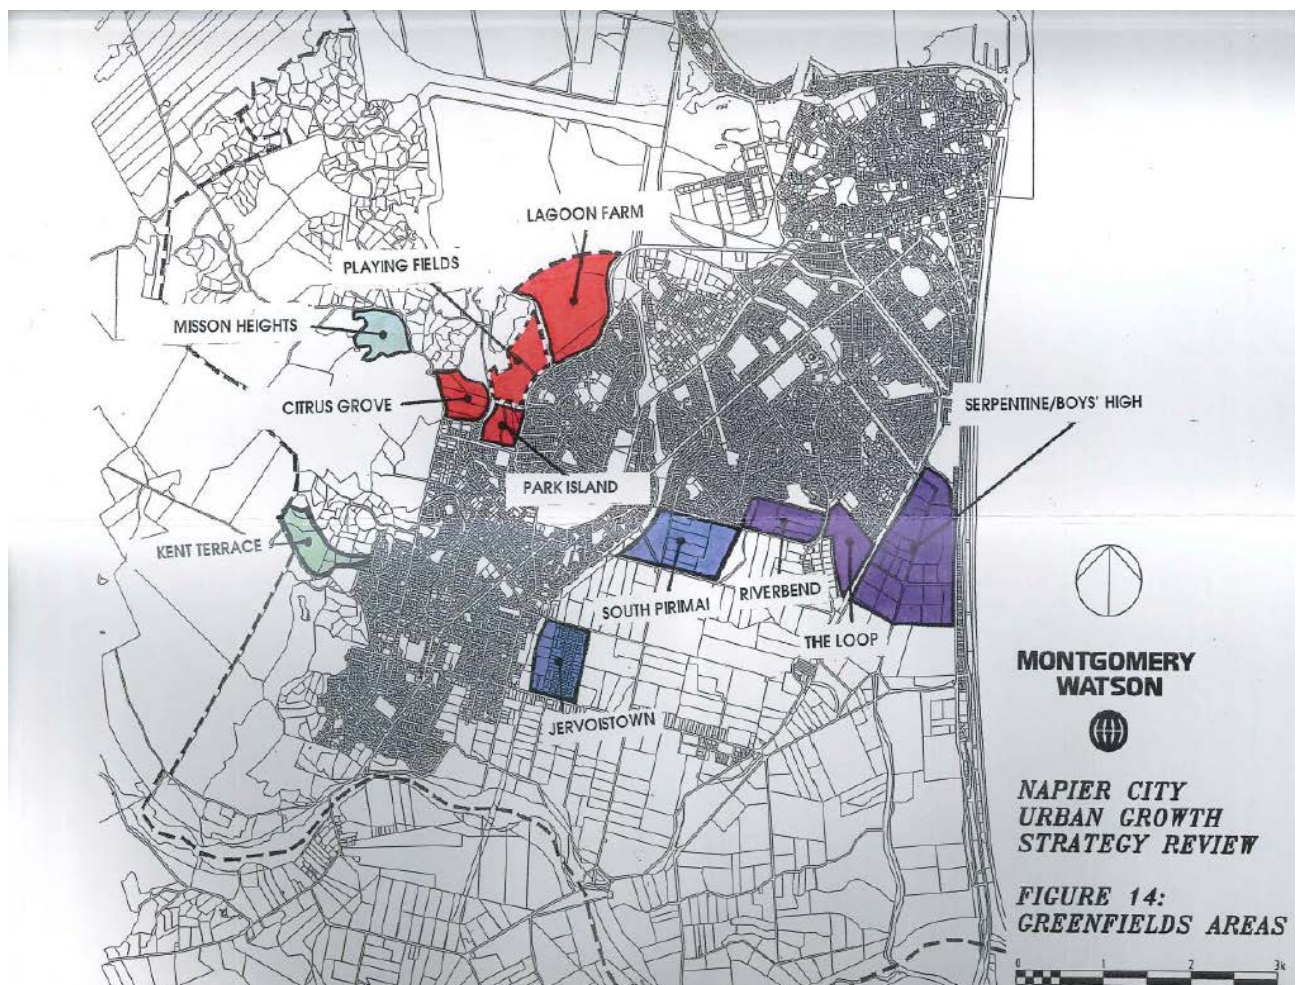 LAGOON FARM
PLAYING FIELDS
MISSON HEIGHTS
CITRUS GROVE
SERPENTINE/BOYS' HIGH
PARK ISLAND
KENT TERRACE
SOUTH PIRIMAI
RIVERBEND
THE LOOP
JERVOISTOWN
MONTGOMERY
WATSON
NAPIER CITY
URBAN GROWTH
STRATEGY REVIEW
FIGURE 14:
GREENFIELDS AREAS
0 1 2 3k